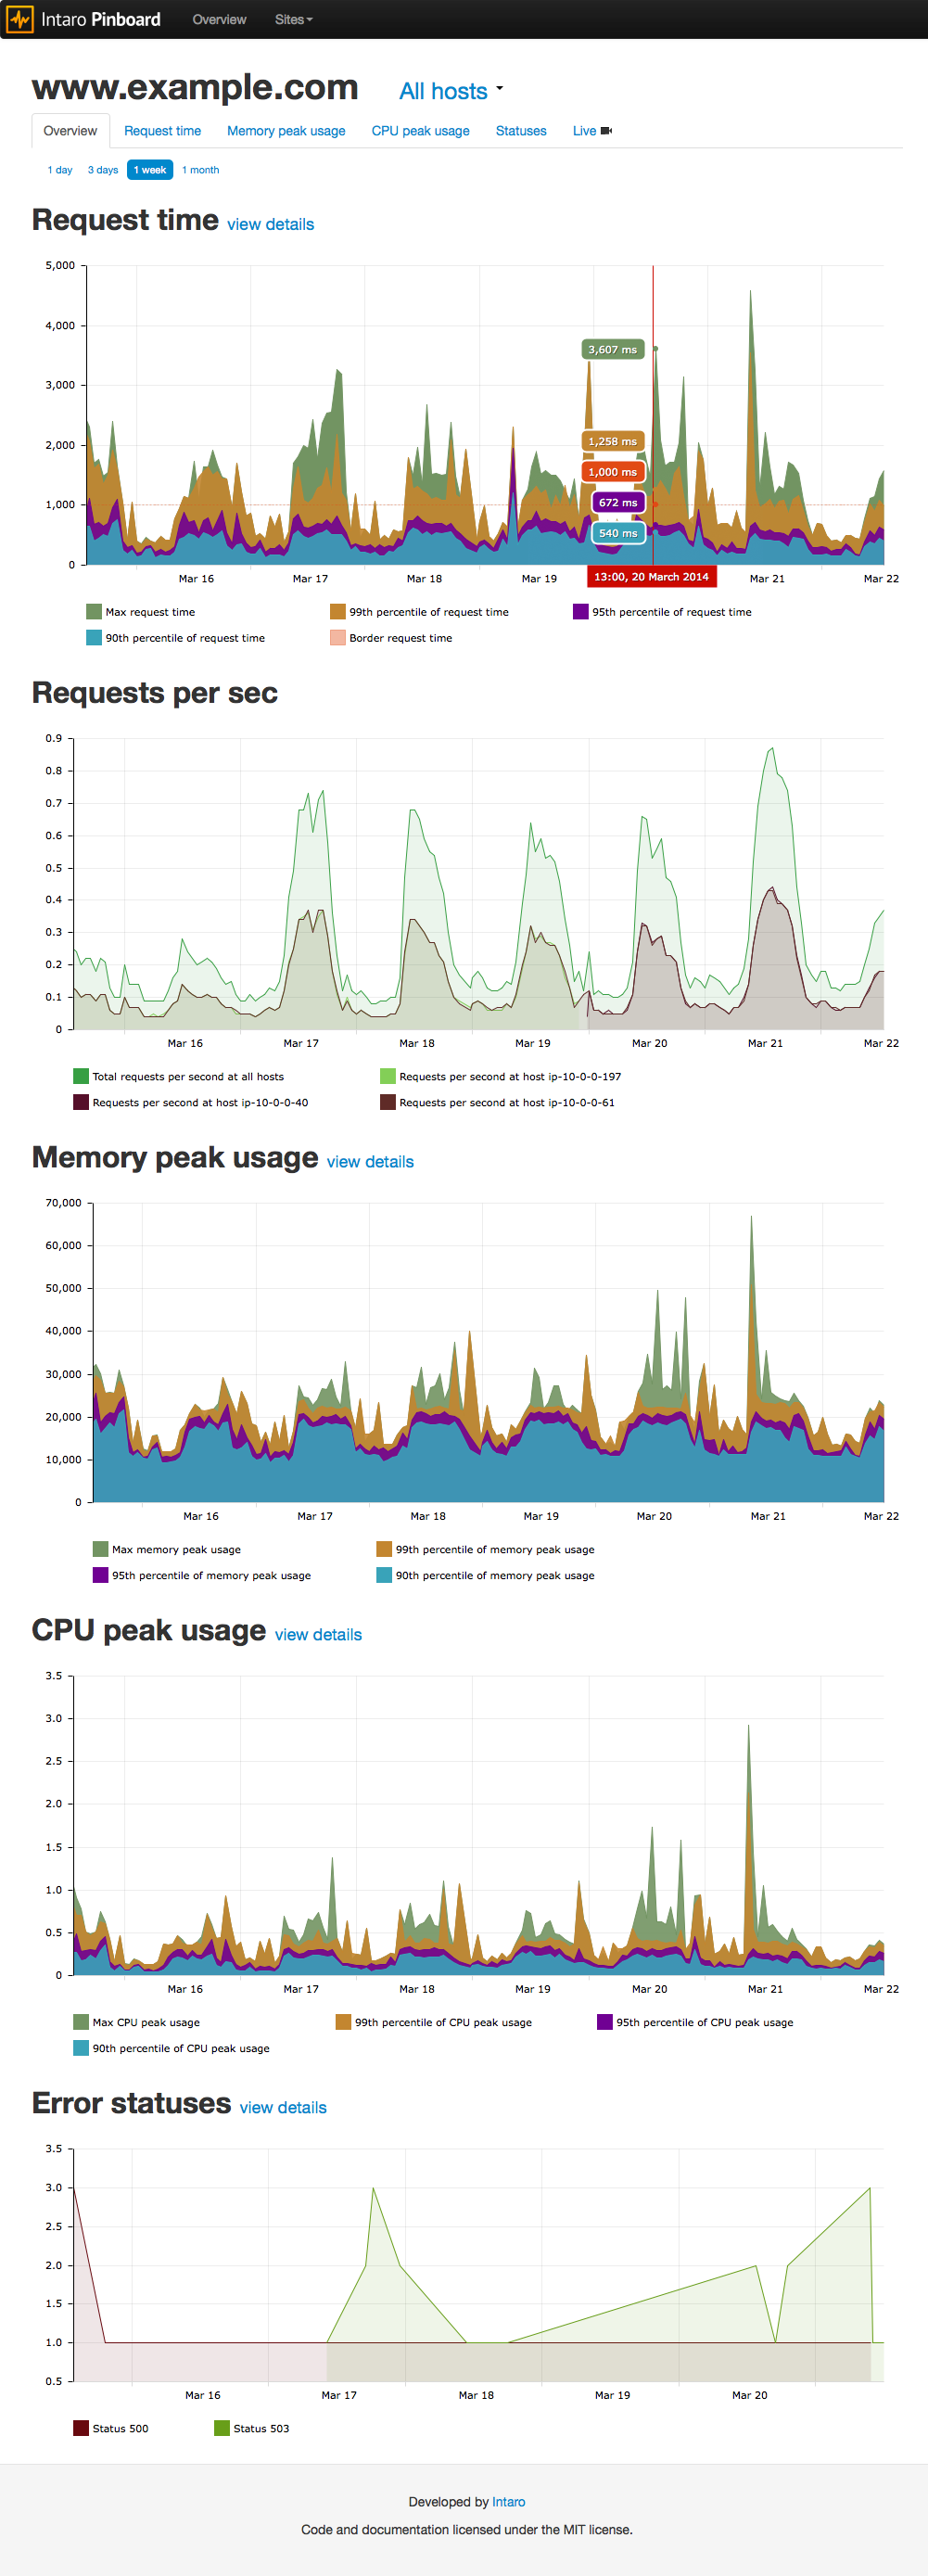 Intaro Pinboard Overview Sites
www.example.com All hosts
Overview Request time Memory peak usage CPU peak usage Statuses Live
1 day 3 days 1 week 1 month
Request time view details
5,000
4,000
3,607 ms
3,000
2,000
1,258 ms
1,000 ms
1,000
672 ms
540 ms
0
Mar 16 Mar 17 Mar 18 Mar 19 13:00, 20 March 2014 Mar 21 Mar 22
Max request time 99th percentile of request time 95th percentile of request time
90th percentile of request time Border request time
Requests per sec
0.9
0.8
0.7
0.6
0.5
0.4
0.3
0.2
0.1
0
Mar 16 Mar 17 Mar 18 Mar 19 Mar 20 Mar 21 Mar 22
Total requests per second at all hosts Requests per second at host ip-10-0-0-197
Requests per second at host ip-10-0-0-40 Requests per second at host ip-10-0-0-61
Memory peak usage view details
70,000
60,000
50,000
40,000
30,000
20,000
10,000
0
Mar 16 Mar 17 Mar 18 Mar 19 Mar 20 Mar 21 Mar 22
Max memory peak usage 99th percentile of memory peak usage
95th percentile of memory peak usage 90th percentile of memory peak usage
CPU peak usage view details
3.5
3.0
2.5
2.0
1.5
1.0
0.5
0
Mar 16 Mar 17 Mar 18 Mar 19 Mar 20 Mar 21 Mar 22
Max CPU peak usage 99th percentile of CPU peak usage 95th percentile of CPU peak usage
90th percentile of CPU peak usage
Error statuses view details
3.5
3.0
2.5
2.0
1.5
1.0
0.5
Mar 16 Mar 17 Mar 18 Mar 19 Mar 20
Status 500 Status 503
Developed by Intaro
Code and documentation licensed under the MIT license.